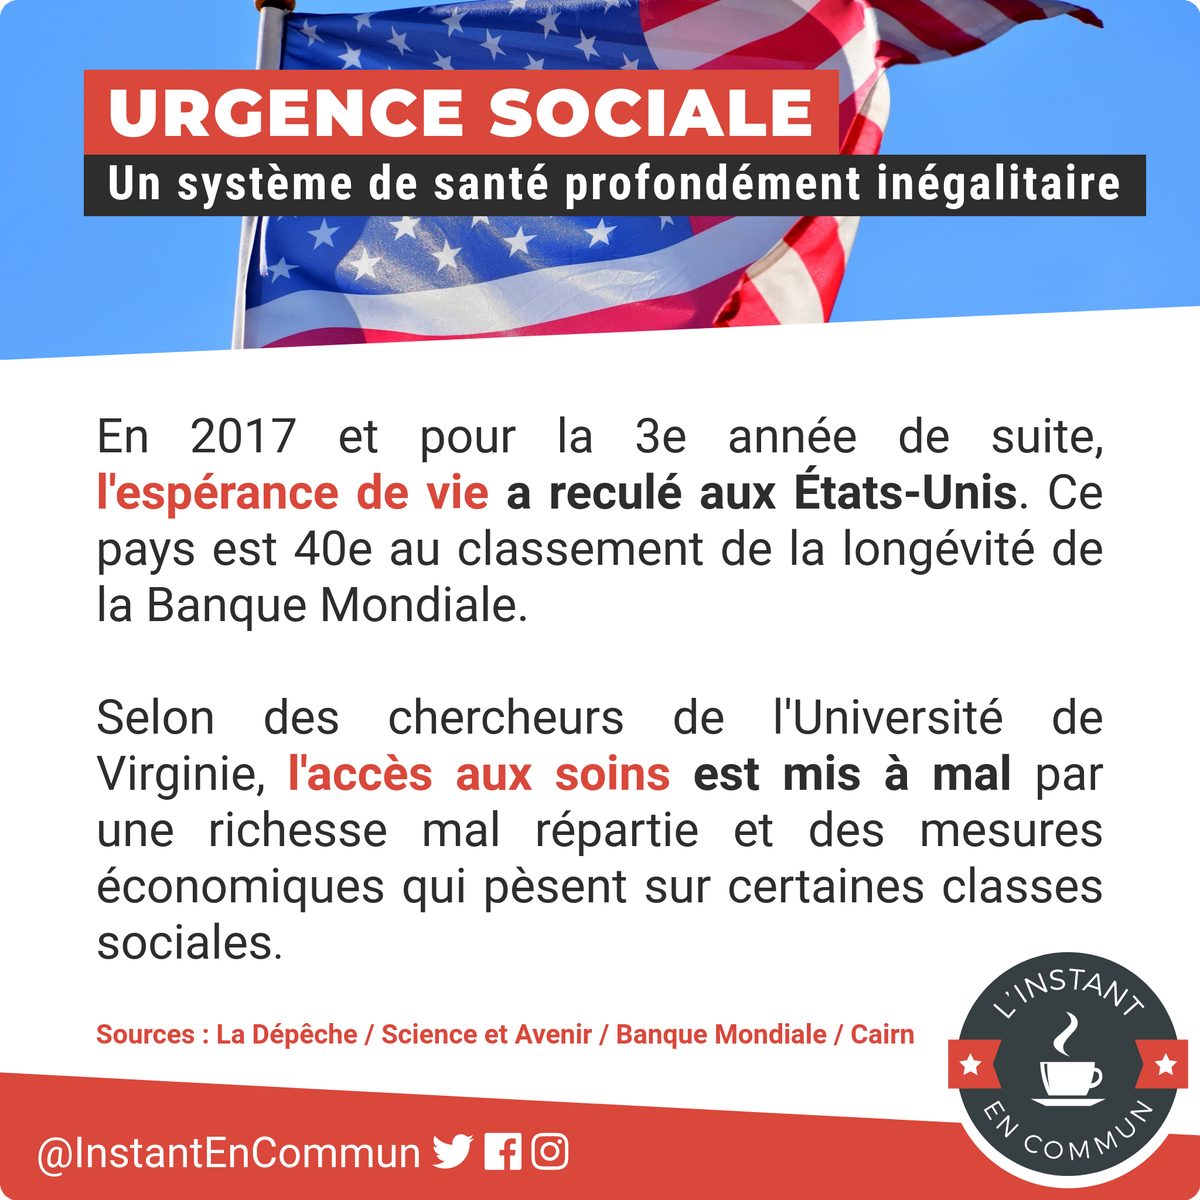 URGENCE SOCIALE
Un système de santé profondément inégalitaire
En 2017 et pour la 3e année de suite,
l'espérance de vie a reculé aux États-Unis. Ce
pays est 40e au classement de la longévité de
la Banque Mondiale.
Selon des chercheurs de l'Université de
Virginie, l'accès aux soins est mis à mal par
une richesse mal répartie et des mesures
économiques qui pèsent sur certaines classes
sociales.
Sources : La Dépêche / Science et Avenir / Banque Mondiale / Cairn
L'INSTANT
EN COMMUN
@InstantEnCommun